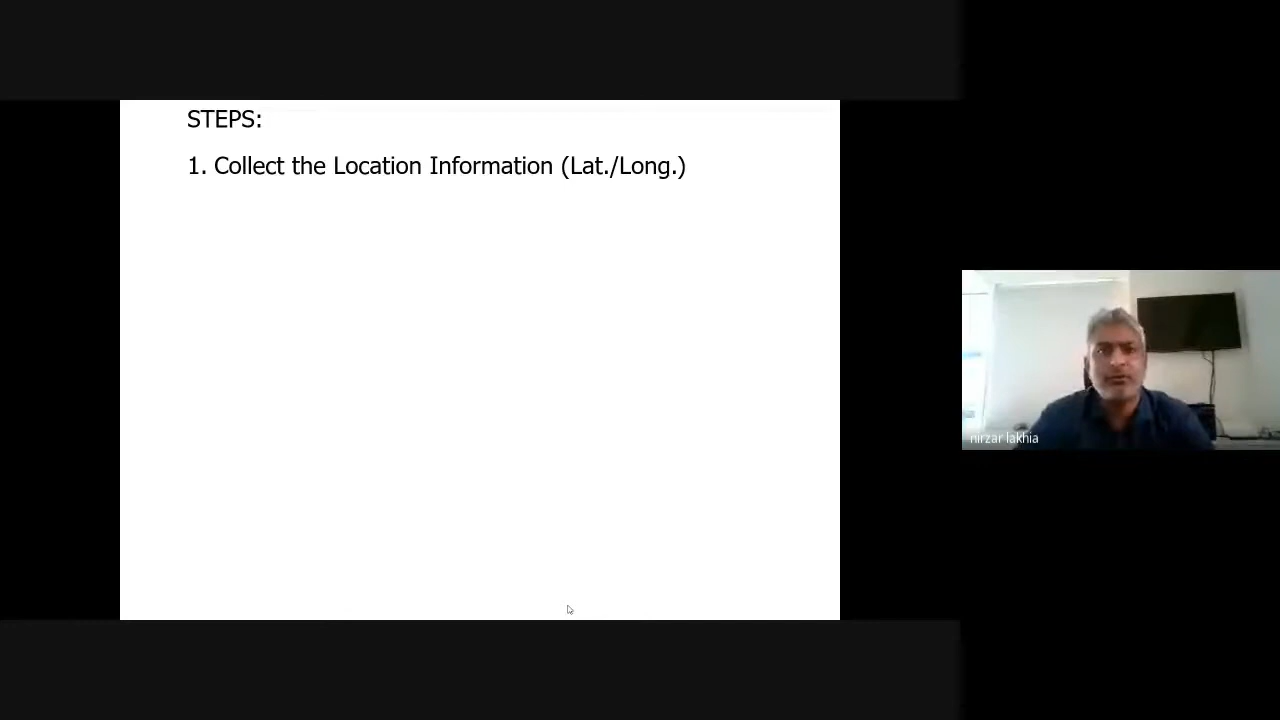 STEPS:
1. Collect the Location Information (Lat./Long.)
nirzar lakhia